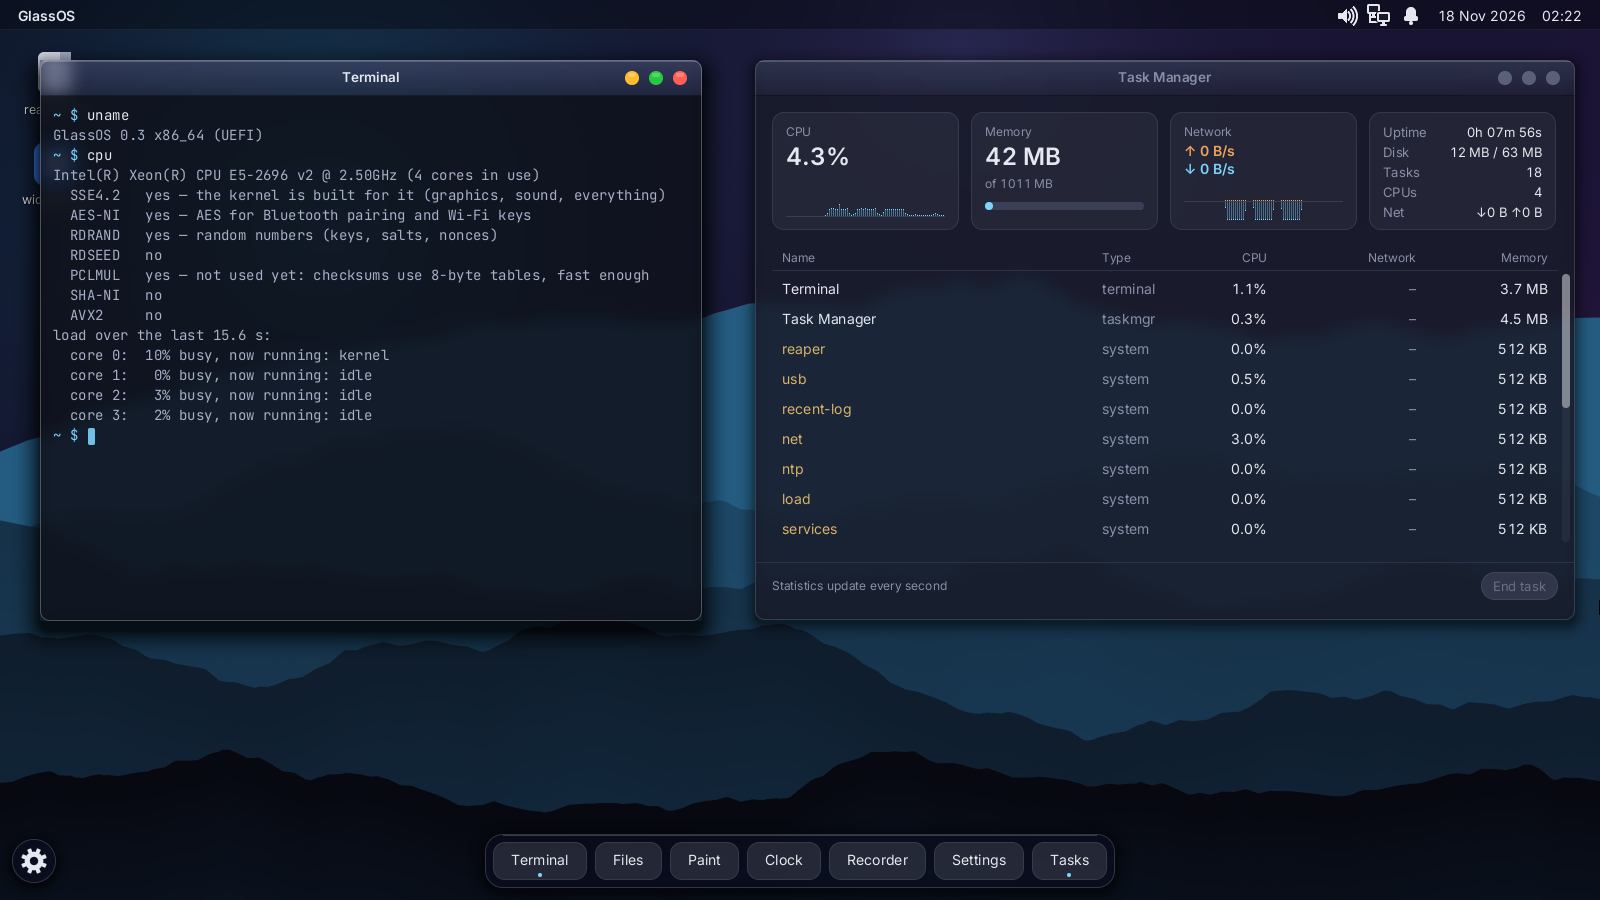 GlassOS
18 Nov 2026 02:22
Terminal
~ $ uname
GlassOS 0.3 x86_64 (UEFI)
~ $ cpu
Intel(R) Xeon(R) CPU E5-2696 v2 @ 2.50GHz (4 cores in use)
SSE4.2 yes — the kernel is built for it (graphics, sound, everything)
AES-NI yes — AES for Bluetooth pairing and Wi-Fi keys
RDRAND yes — random numbers (keys, salts, nonces)
RDSEED no
PCLMUL yes — not used yet: checksums use 8-byte tables, fast enough
SHA-NI no
AVX2 no
load over the last 15.6 s:
core 0: 10% busy, now running: kernel
core 1: 0% busy, now running: idle
core 2: 3% busy, now running: idle
core 3: 2% busy, now running: idle
~ $
Task Manager
CPU
4.3%
Memory
42 MB
of 1011 MB
Network
↑ 0 B/s
↓ 0 B/s
Uptime 0h 07m 56s
Disk 12 MB / 63 MB
Tasks 18
CPUs 4
Net ↓0 B ↑0 B
Name Type CPU Network Memory
Terminal terminal 1.1% – 3.7 MB
Task Manager taskmgr 0.3% – 4.5 MB
reaper system 0.0% – 512 KB
usb system 0.5% – 512 KB
recent-log system 0.0% – 512 KB
net system 3.0% – 512 KB
ntp system 0.0% – 512 KB
load system 0.0% – 512 KB
services system 0.0% – 512 KB
Statistics update every second
End task
Terminal Files Paint Clock Recorder Settings Tasks